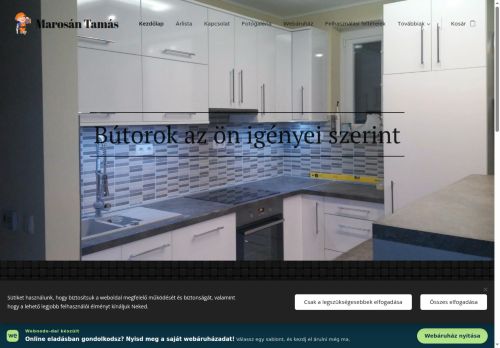 Marosán Tamás
Kezdőlap Árlista Kapcsolat Fotógaléria Webáruház Felhasználási feltételek Továbbiak Kosár
Bútorok az ön igényei szerint
Sütiket használunk, hogy biztosítsuk a weboldal megfelelő működését és biztonságát, valamint
hogy a lehető legjobb felhasználói élményt kínáljuk Neked.
Csak a legszükségesebbek elfogadása
Összes elfogadása
we
Webnode-dal készült
Online eladásban gondolkodsz? Nyisd meg a saját webáruházadat! Válassz egy sablont, és kezdj el árulni még ma.
Webáruház nyitása